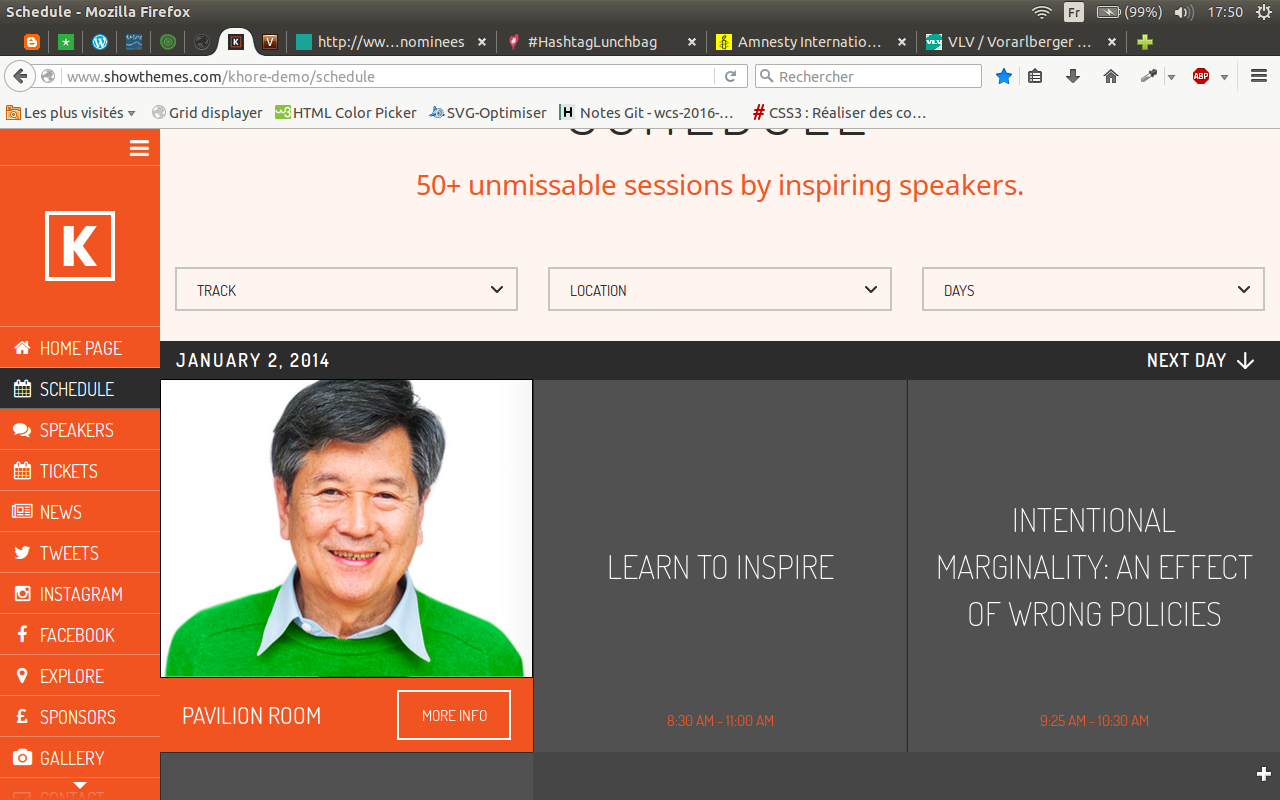 Schedule - Mozilla Firefox
Fr (99%) 17:50
http://ww…nominees
#HashtagLunchbag
Amnesty Internatio…
VLV / Vorarlberger …
www.showthemes.com/khore-demo/schedule
Rechercher
ABP
Les plus visités
Grid displayer
HTML Color Picker
SVG-Optimiser
Notes Git - wcs-2016-…
CSS3 : Réaliser des co…
SCHEDULE
50+ unmissable sessions by inspiring speakers.
K
TRACK
LOCATION
DAYS
HOME PAGE
SCHEDULE
SPEAKERS
TICKETS
NEWS
TWEETS
INSTAGRAM
FACEBOOK
EXPLORE
SPONSORS
GALLERY
CONTACT
JANUARY 2, 2014
NEXT DAY
PAVILION ROOM
MORE INFO
LEARN TO INSPIRE
8:30 AM - 11:00 AM
INTENTIONAL
MARGINALITY: AN EFFECT
OF WRONG POLICIES
9:25 AM - 10:30 AM